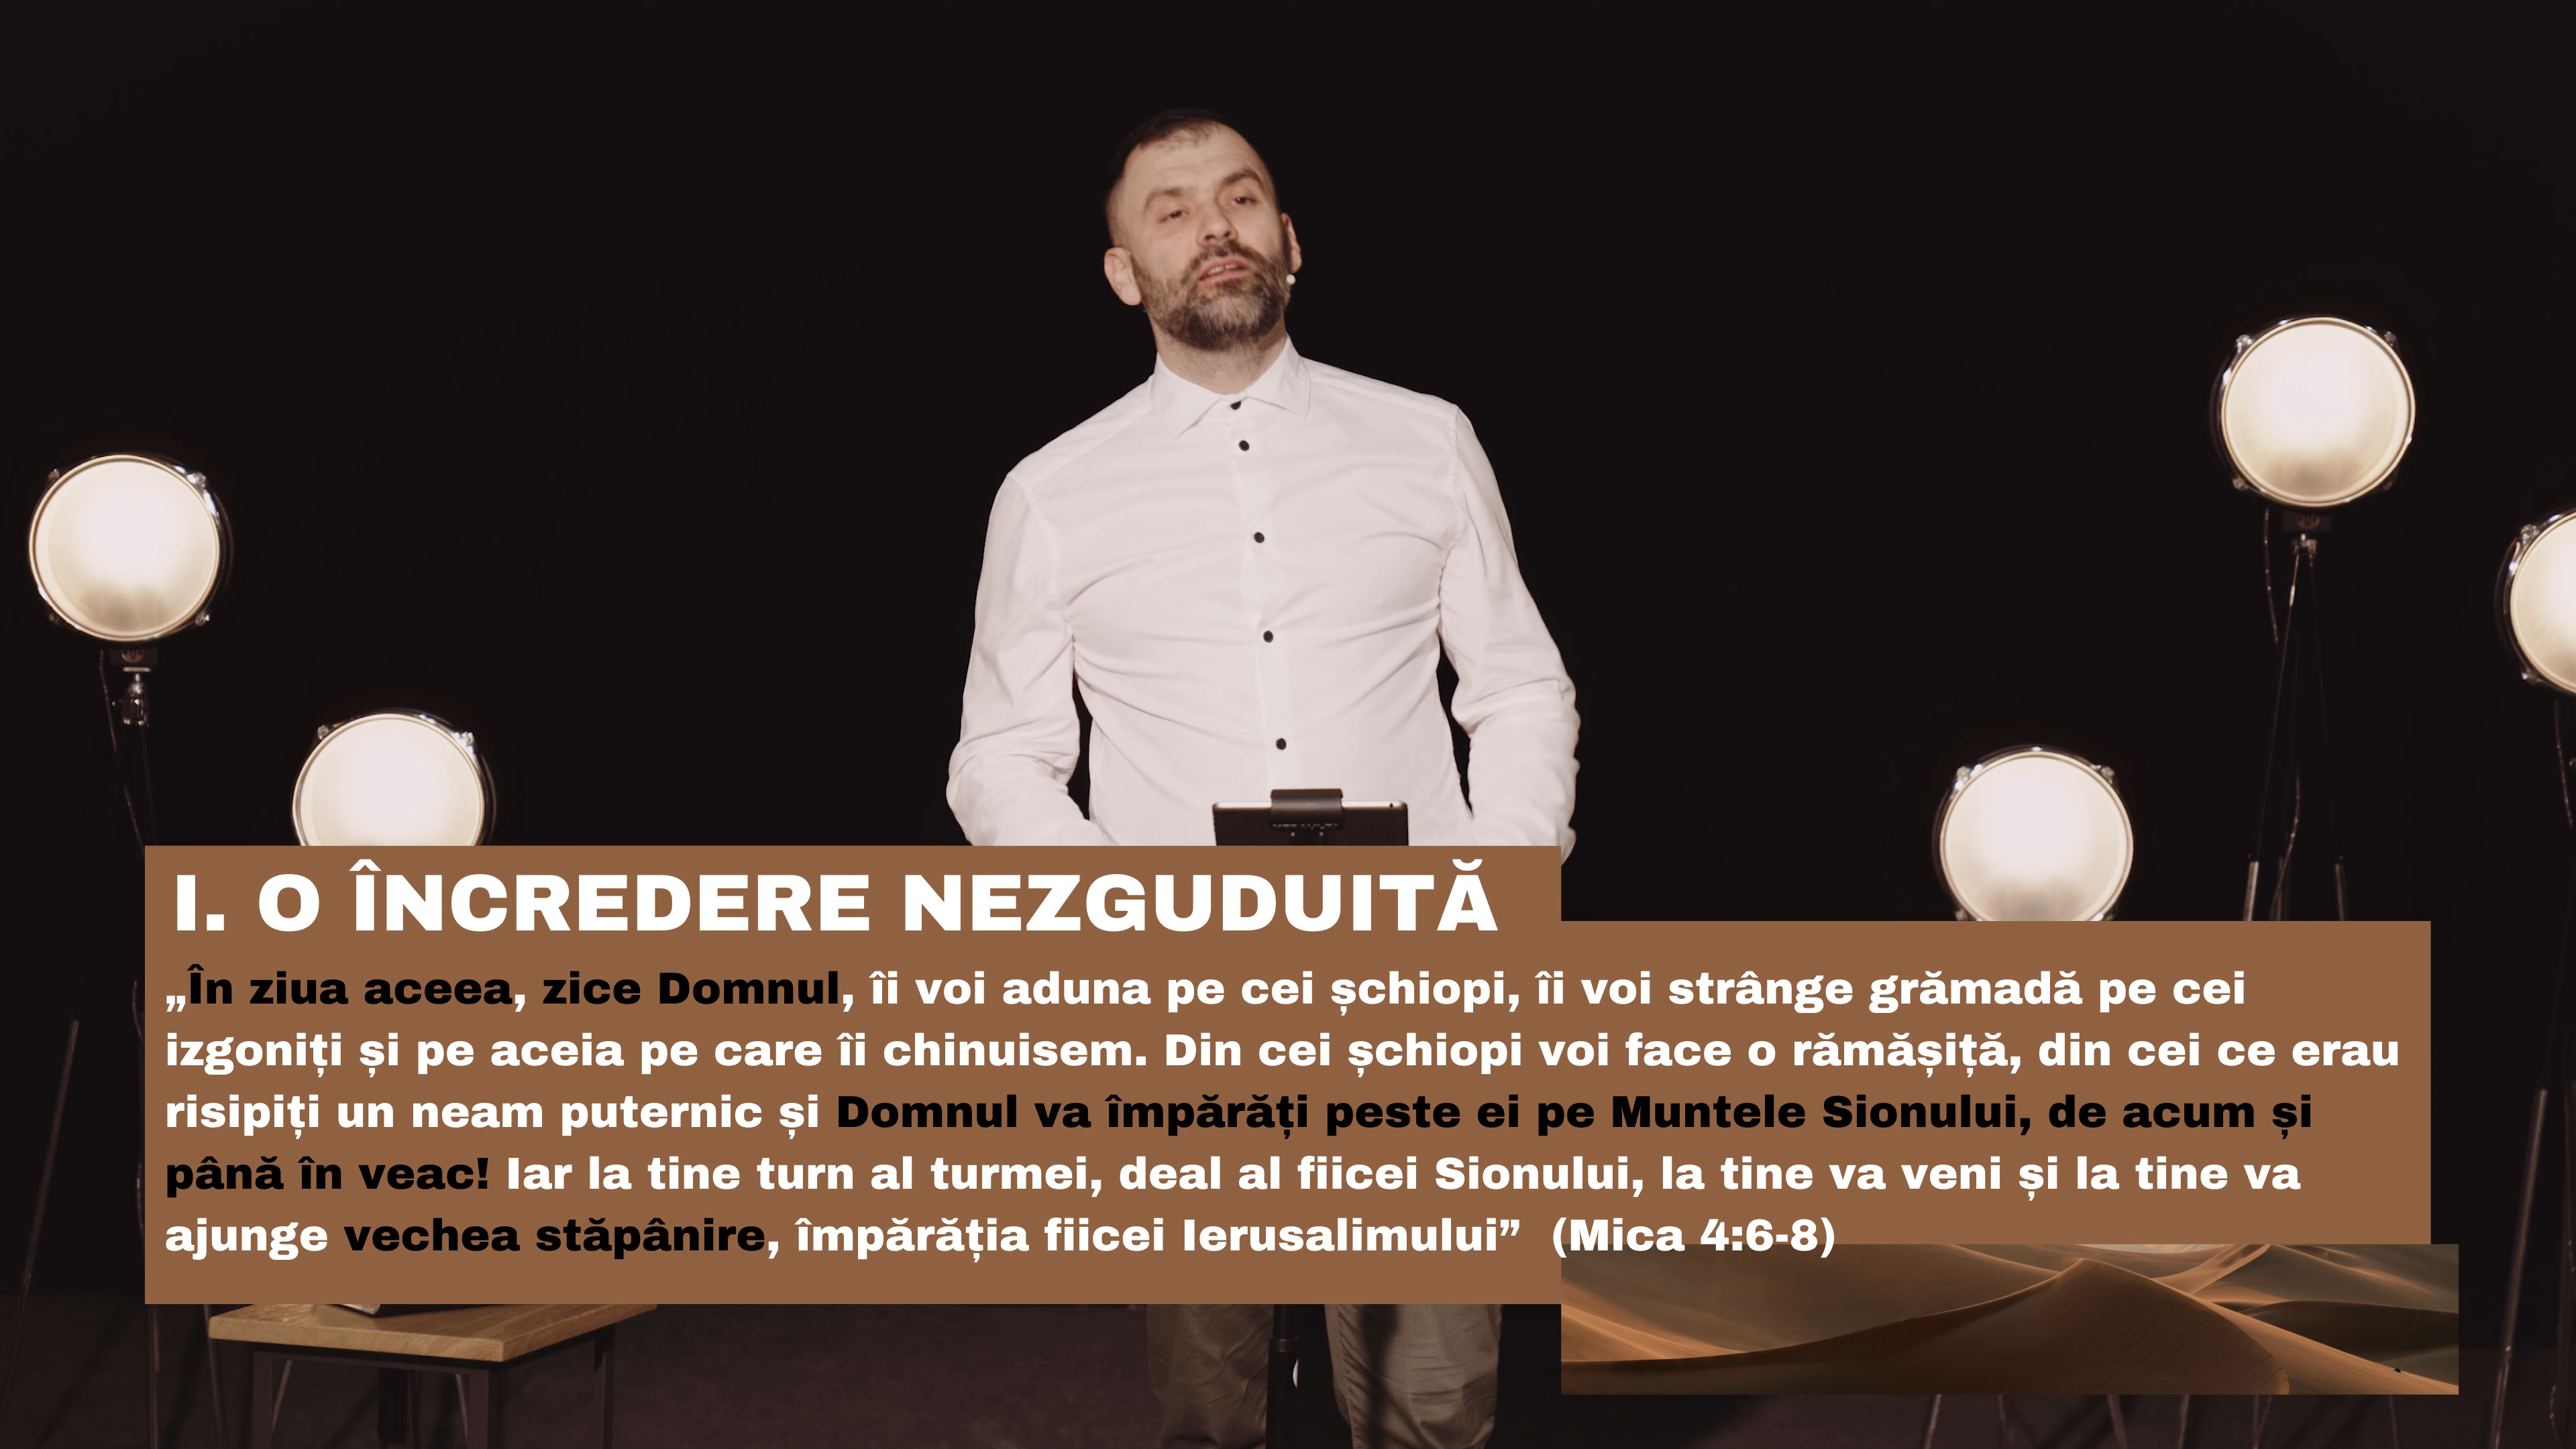 I. O ÎNCREDERE NEZGUDUITĂ
„În ziua aceea, zice Domnul, îi voi aduna pe cei șchiopi, îi voi strânge grămadă pe cei
izgoniți și pe aceia pe care îi chinuisem. Din cei șchiopi voi face o rămășiță, din cei ce erau
risipiți un neam puternic și Domnul va împărăți peste ei pe Muntele Sionului, de acum și
până în veac! Iar la tine turn al turmei, deal al fiicei Sionului, la tine va veni și la tine va
ajunge vechea stăpânire, împărăția fiicei Ierusalimului”  (Mica 4:6-8)